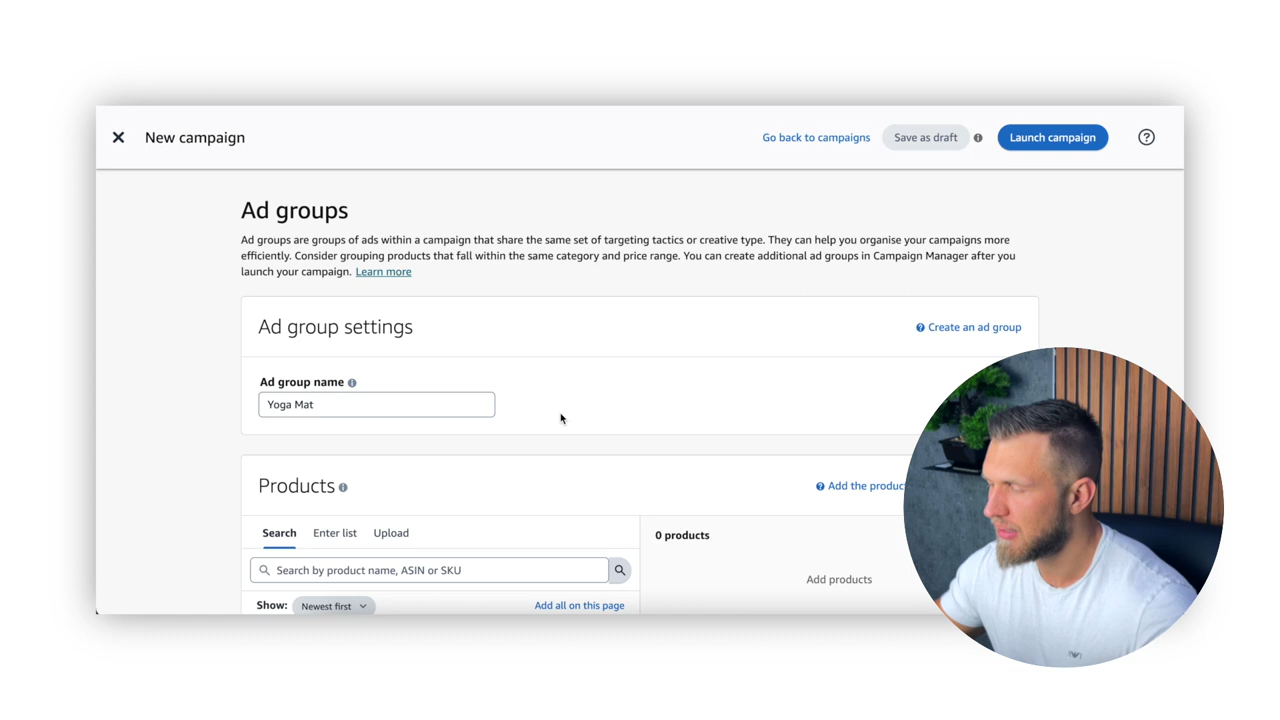 New campaign
Go back to campaigns
Save as draft
Launch campaign
Ad groups
Ad groups are groups of ads within a campaign that share the same set of targeting tactics or creative type. They can help you organise your campaigns more
efficiently. Consider grouping products that fall within the same category and price range. You can create additional ad groups in Campaign Manager after you
launch your campaign. Learn more
Ad group settings
Create an ad group
Ad group name
Yoga Mat
Products
Add the produc
Search
Enter list
Upload
0 products
Search by product name, ASIN or SKU
Add products
Show:
Newest first
Add all on this page